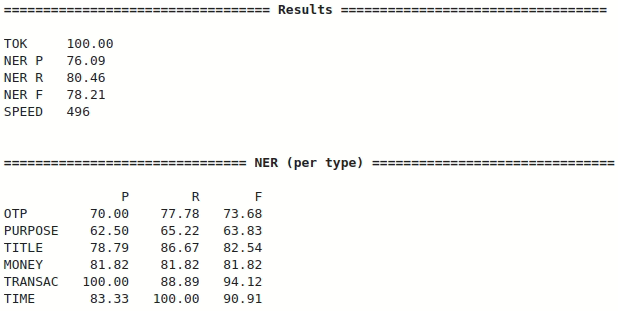 ================================== Results ==================================
TOK     100.00
NER P   76.09
NER R   80.46
NER F   78.21
SPEED   496
=============================== NER (per type) ===============================
               P        R       F
OTP        70.00    77.78   73.68
PURPOSE    62.50    65.22   63.83
TITLE      78.79    86.67   82.54
MONEY      81.82    81.82   81.82
TRANSAC   100.00    88.89   94.12
TIME       83.33   100.00   90.91